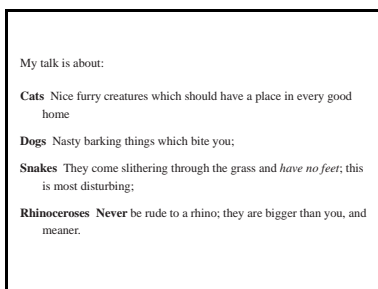 My talk is about:
Cats Nice furry creatures which should have a place in every good
home
Dogs Nasty barking things which bite you;
Snakes They come slithering through the grass and have no feet; this
is most disturbing;
Rhinoceroses Never be rude to a rhino; they are bigger than you, and
meaner.